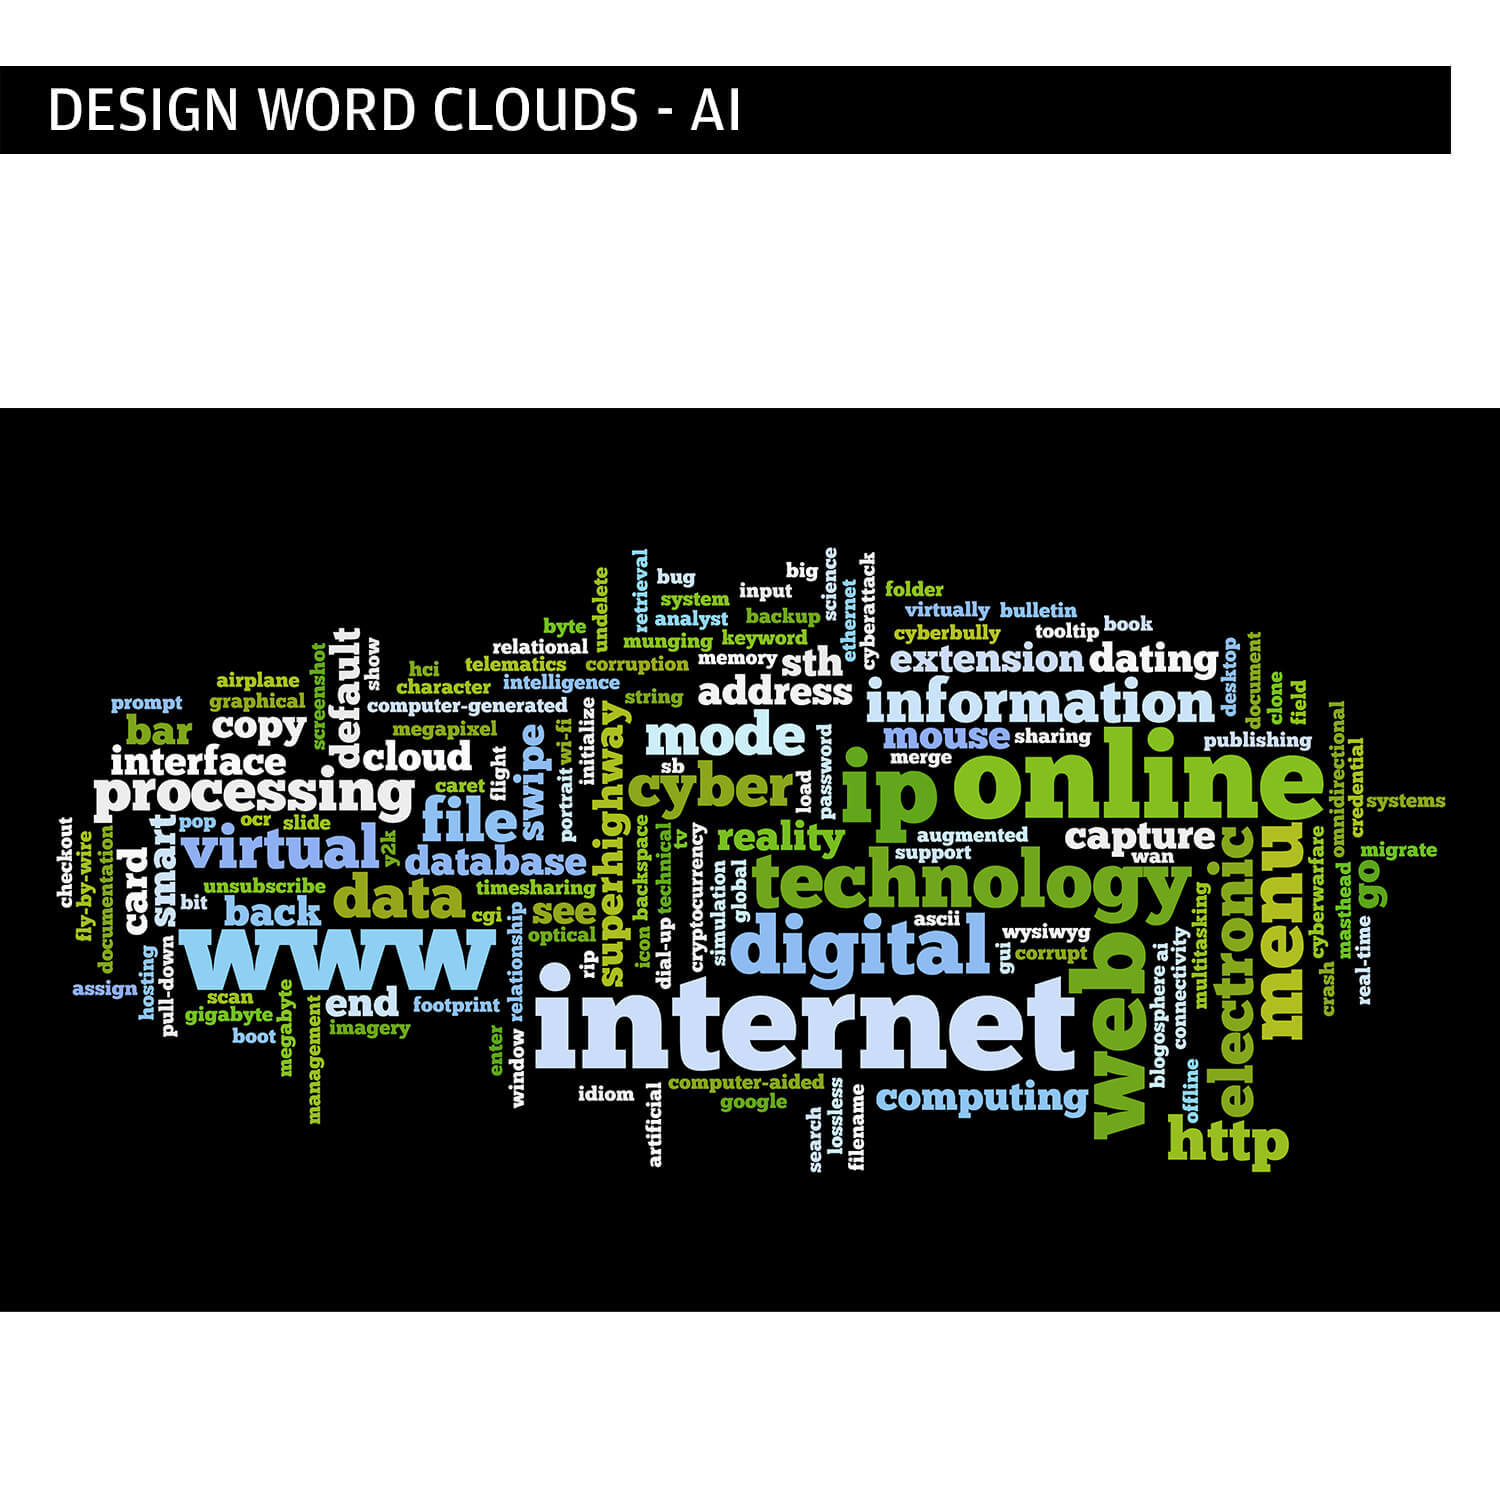 DESIGN WORD CLOUDS - AI
retrieval
bug
big
science
undelete
system
input
ethernet
cyberattack
folder
analyst
backup
virtually
bulletin
byte
munging
keyword
cyberbully
tooltip
book
relational
default
show
screenshot
hci
telematics
corruption
memory
sth
extension
dating
desktop
document
airplane
character
intelligence
string
address
information
clone
field
prompt
graphical
computer-generated
bar
copy
megapixel
wi-fi
initialize
superhighway
mode
password
mouse
sharing
publishing
omnidirectional
credential
interface
cloud
flight
swipe
portrait
sb
merge
processing
caret
cyber
load
ip
online
systems
checkout
fly-by-wire
documentation
card
smart
pop
ocr
slide
file
virtual
y2k
database
backspace
technical
tv
cryptocurrency
reality
augmented
capture
support
wan
electronic
menu
cyberwarfare
masthead
migrate
go
unsubscribe
timesharing
simulation
global
technology
bit
back
data
cgi
see
icon
ascii
multitasking
optical
relationship
rip
dial-up
digital
wysiwyg
gui
corrupt
web
www
hosting
pull-down
assign
scan
end
footprint
internet
blogosphere
ai
connectivity
crash
real-time
gigabyte
megabyte
management
imagery
boot
enter
window
idiom
artificial
computer-aided
google
search
lossless
filename
computing
offline
http